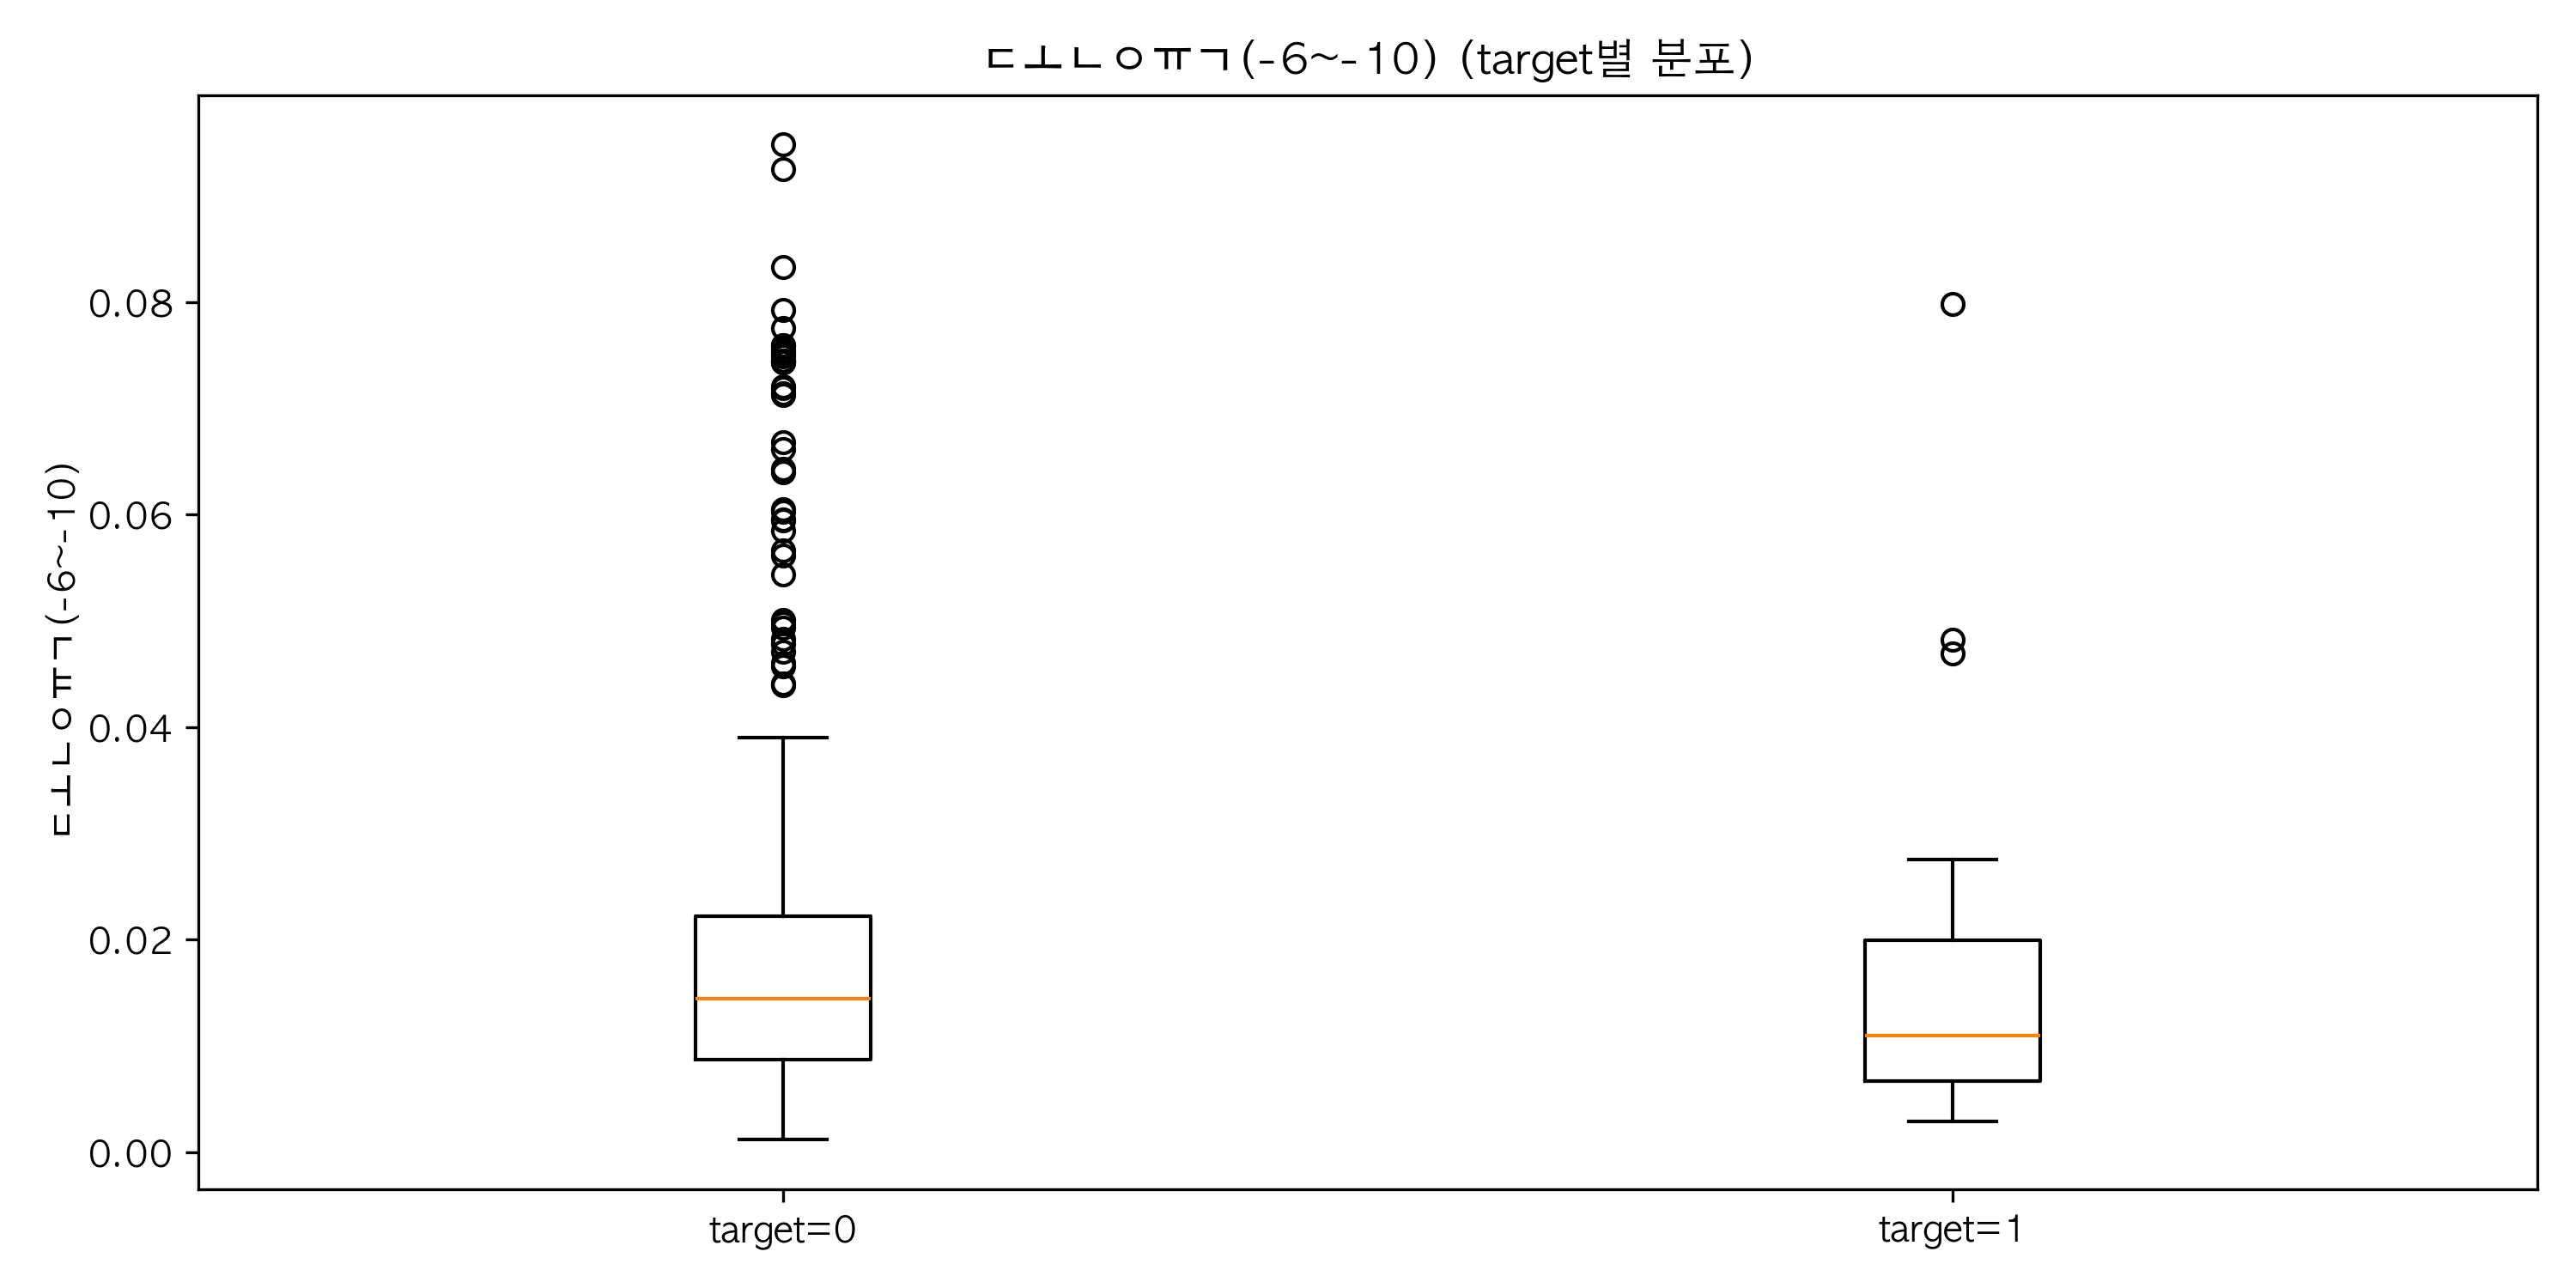 ㄷㅗㄴㅇㅠㄱ(-6~-10) (target별 분포)
ㄷㅗㄴㅇㅠㄱ(-6~-10)
0.08
0.06
0.04
0.02
0.00
target=0
target=1